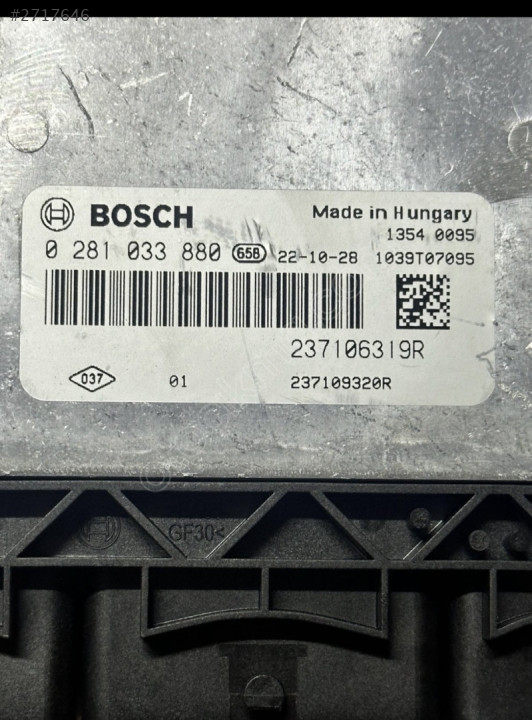 #2717646
BOSCH
Made in Hungary
1354 0095
0 281 033 880 658 22-10-28 1039T07095
237106319R
037 01 237109320R
GF30<